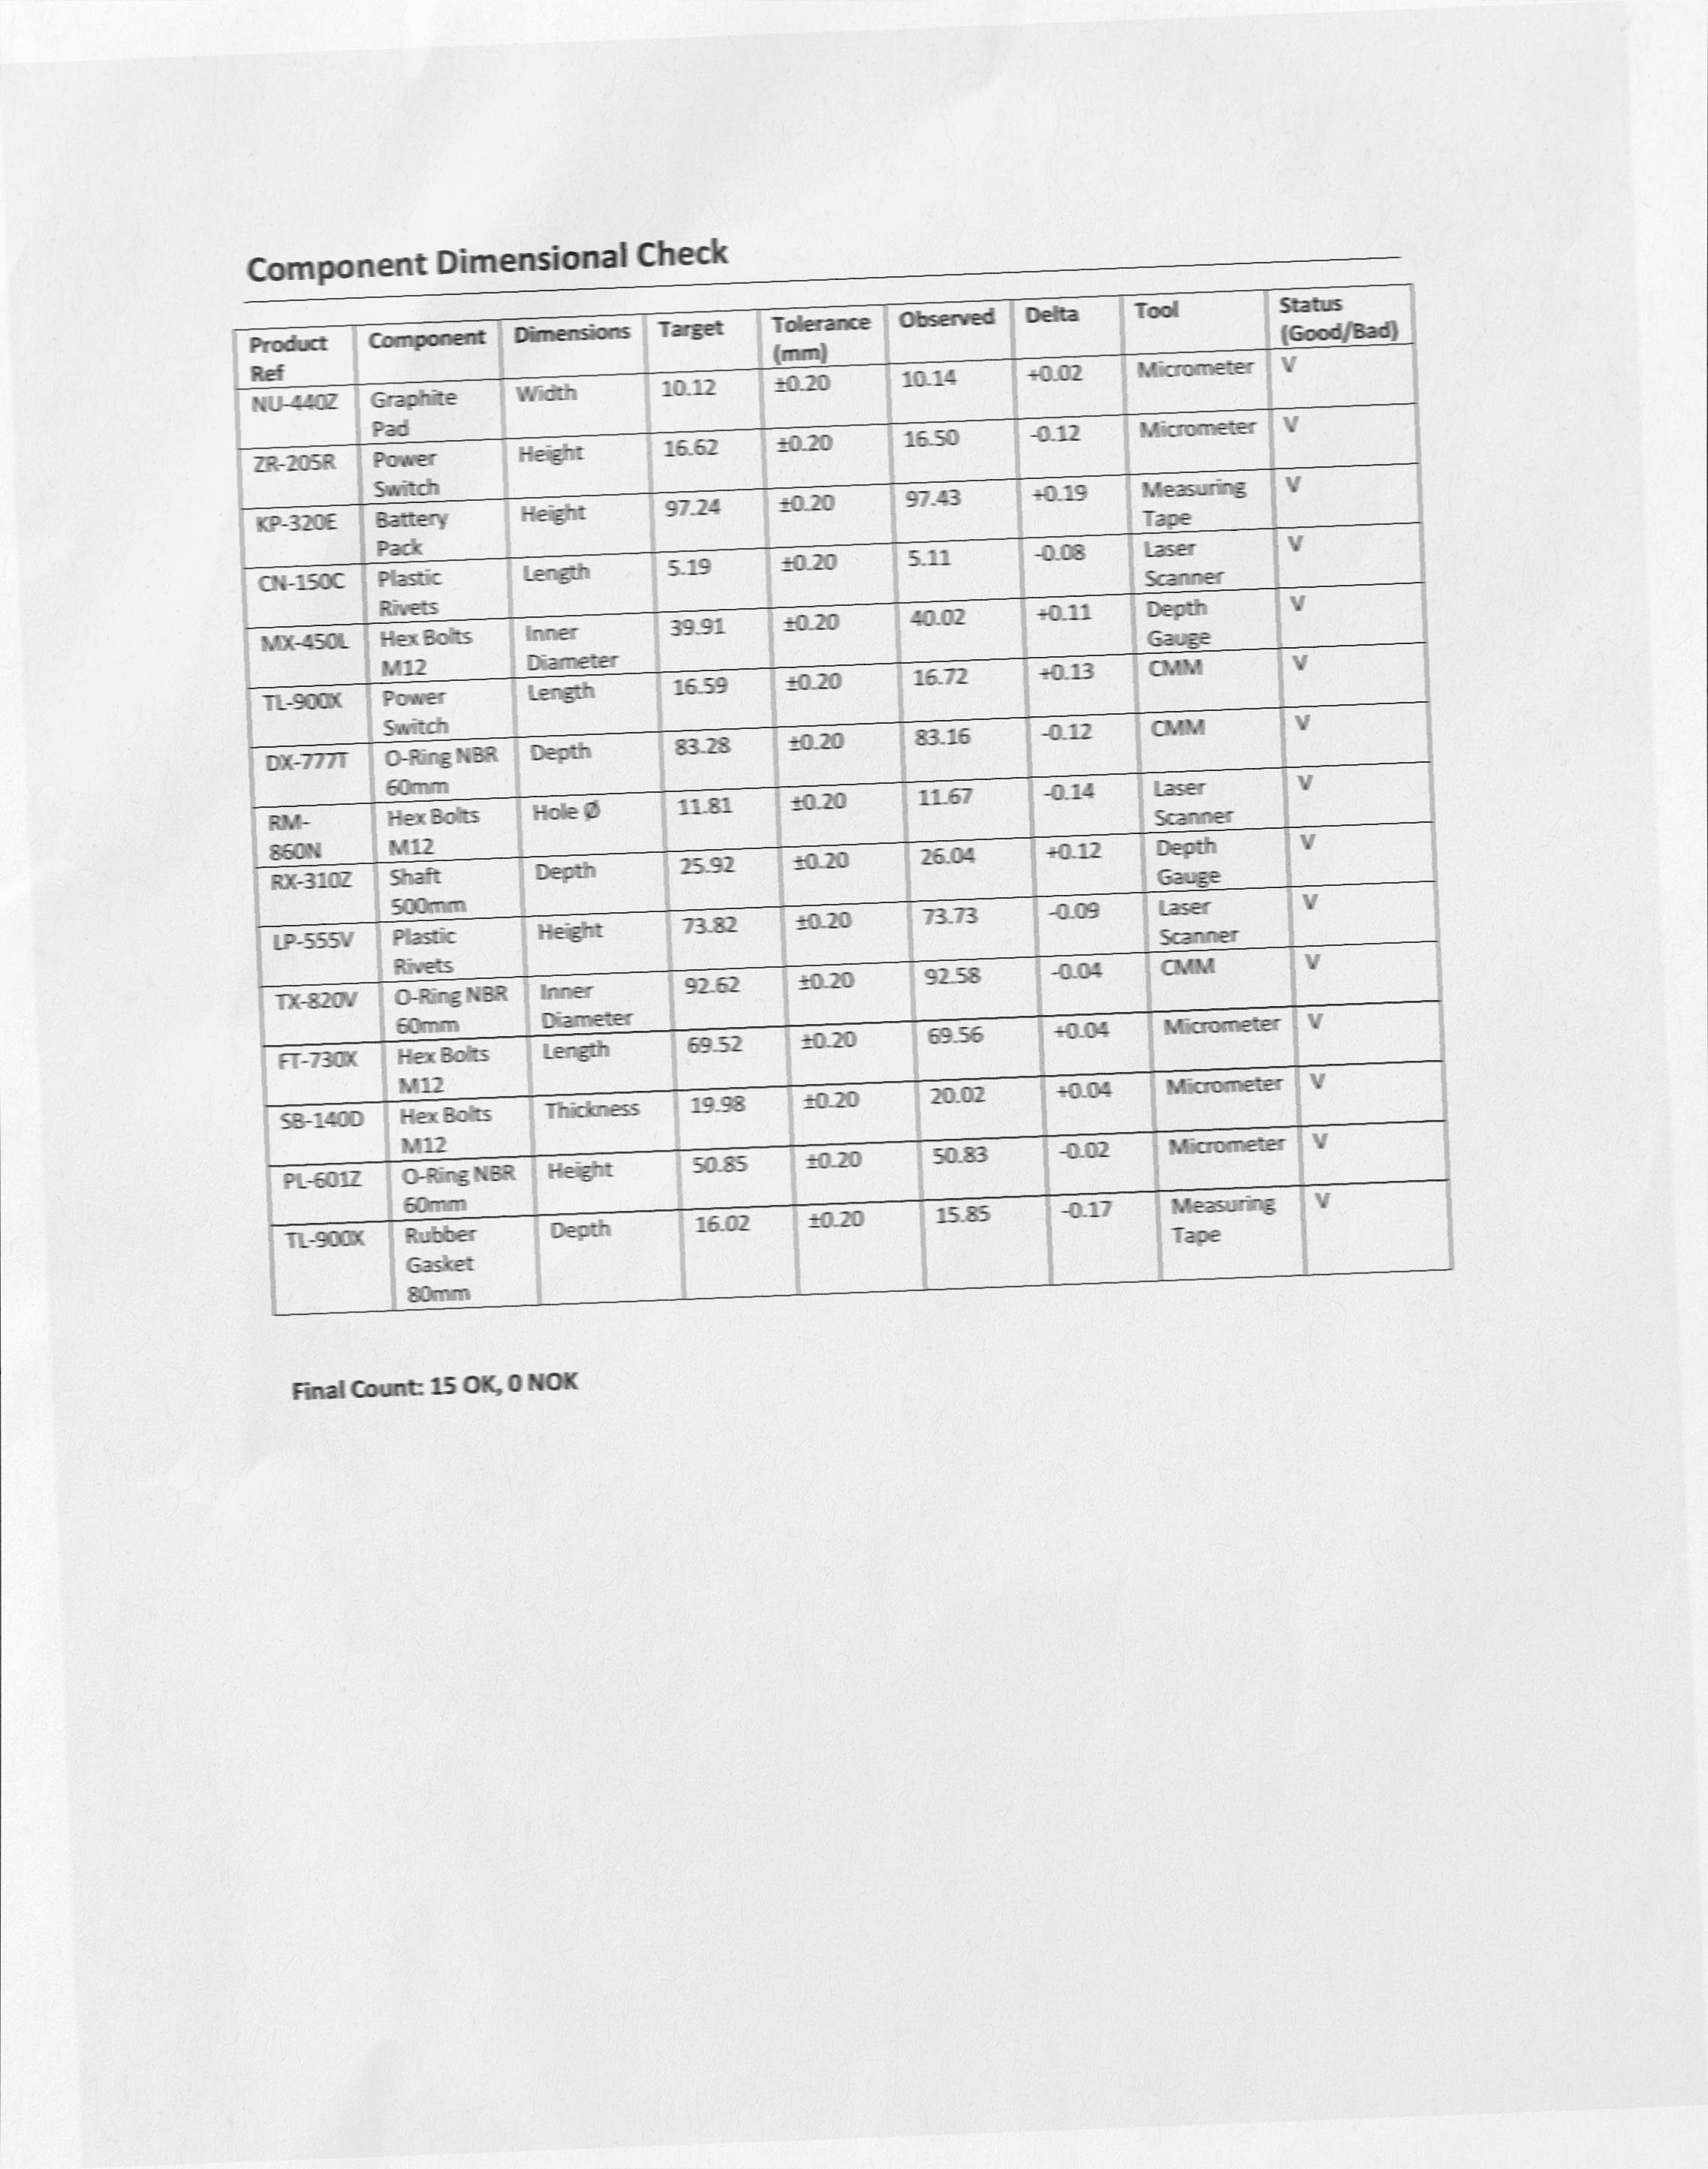 Component Dimensional Check
Product Ref Component Dimensions Target Tolerance (mm) Observed Delta Tool Status (Good/Bad)
NU-440Z Graphite Pad Width 10.12 ±0.20 10.14 +0.02 Micrometer V
ZR-205R Power Switch Height 16.62 ±0.20 16.50 -0.12 Micrometer V
KP-320E Battery Pack Height 97.24 ±0.20 97.43 +0.19 Measuring Tape V
CN-150C Plastic Rivets Length 5.19 ±0.20 5.11 -0.08 Laser Scanner V
MX-450L Hex Bolts M12 Inner Diameter 39.91 ±0.20 40.02 +0.11 Depth Gauge V
TL-900X Power Switch Length 16.59 ±0.20 16.72 +0.13 CMM V
DX-777T O-Ring NBR 60mm Depth 83.28 ±0.20 83.16 -0.12 CMM V
RM-860N Hex Bolts M12 Hole Ø 11.81 ±0.20 11.67 -0.14 Laser Scanner V
RX-310Z Shaft 500mm Depth 25.92 ±0.20 26.04 +0.12 Depth Gauge V
LP-555V Plastic Rivets Height 73.82 ±0.20 73.73 -0.09 Laser Scanner V
TX-820V O-Ring NBR 60mm Inner Diameter 92.62 ±0.20 92.58 -0.04 CMM V
FT-730X Hex Bolts M12 Length 69.52 ±0.20 69.56 +0.04 Micrometer V
SB-140D Hex Bolts M12 Thickness 19.98 ±0.20 20.02 +0.04 Micrometer V
PL-601Z O-Ring NBR 60mm Height 50.85 ±0.20 50.83 -0.02 Micrometer V
TL-900X Rubber Gasket 80mm Depth 16.02 ±0.20 15.85 -0.17 Measuring Tape V
Final Count: 15 OK, 0 NOK